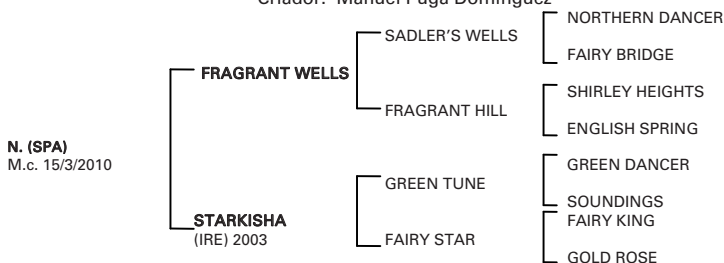 Criador: Manuel Puga Domínguez
NORTHERN DANCER
SADLER'S WELLS
FAIRY BRIDGE
FRAGRANT WELLS
SHIRLEY HEIGHTS
FRAGRANT HILL
ENGLISH SPRING
N. (SPA)
M.c. 15/3/2010
GREEN DANCER
GREEN TUNE
SOUNDINGS
STARKISHA
(IRE) 2003
FAIRY KING
FAIRY STAR
GOLD ROSE